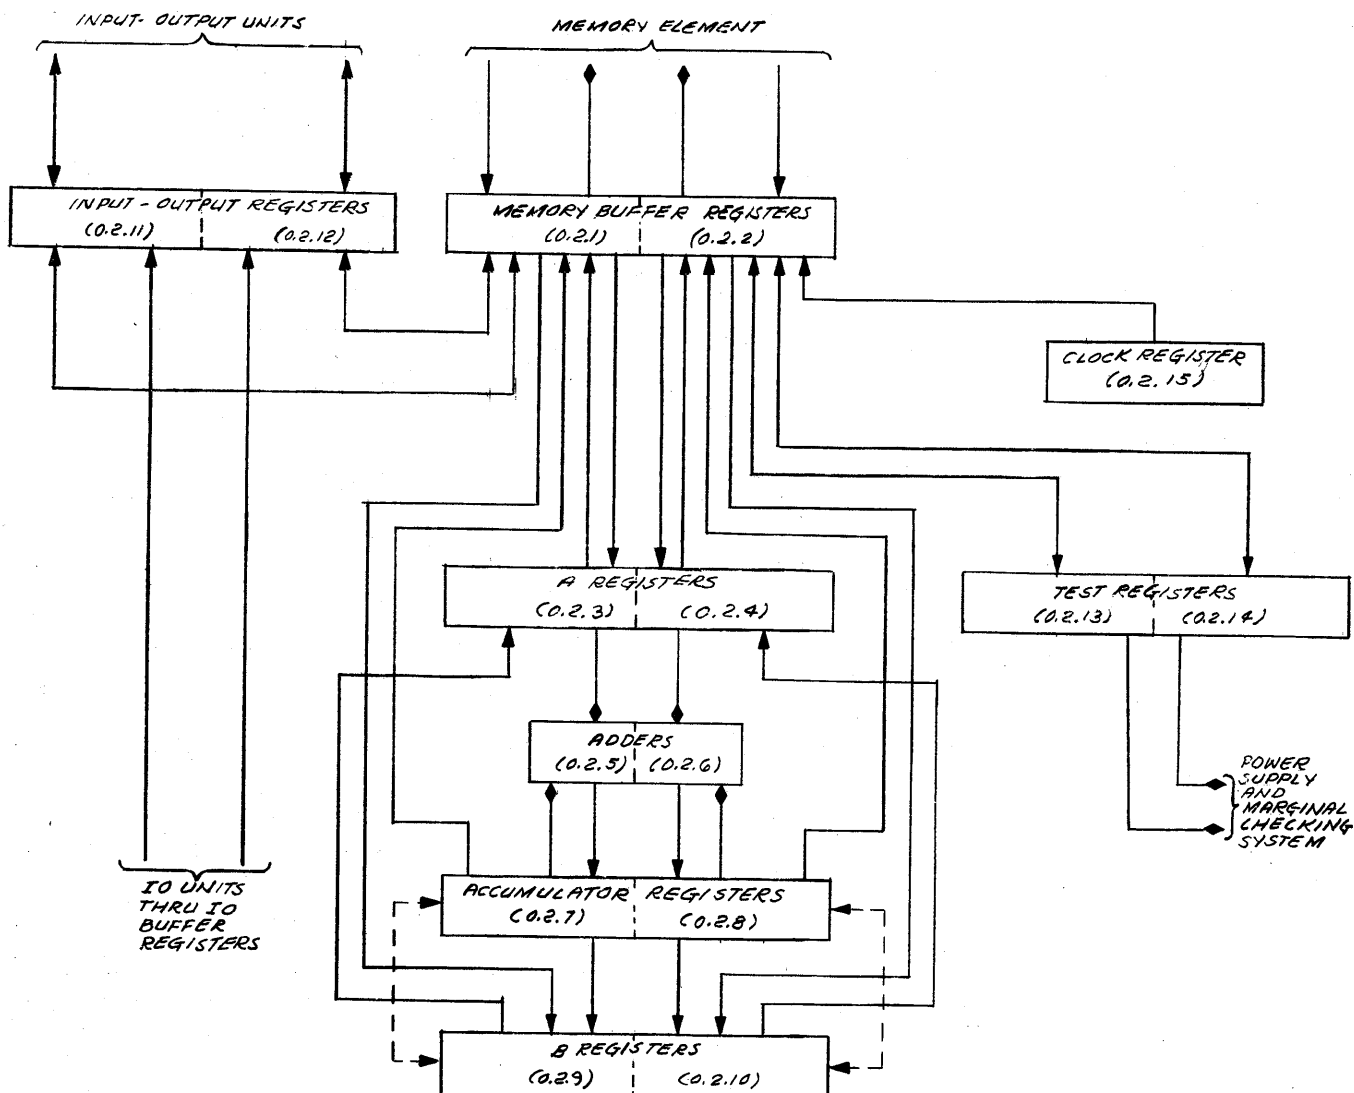 INPUT-OUTPUT UNITS
MEMORY ELEMENT
INPUT-OUTPUT REGISTERS
(0.2.11) (0.2.12)
MEMORY BUFFER REGISTERS
(0.2.1) (0.2.2)
CLOCK REGISTER
(0.2.15)
A REGISTERS
(0.2.3) (0.2.4)
TEST REGISTERS
(0.2.13) (0.2.14)
ADDERS
(0.2.5) (0.2.6)
POWER
SUPPLY
AND
MARGINAL
CHECKING
SYSTEM
IO UNITS
THRU IO
BUFFER
REGISTERS
ACCUMULATOR REGISTERS
(0.2.7) (0.2.8)
B REGISTERS
(0.2.9) (0.2.10)